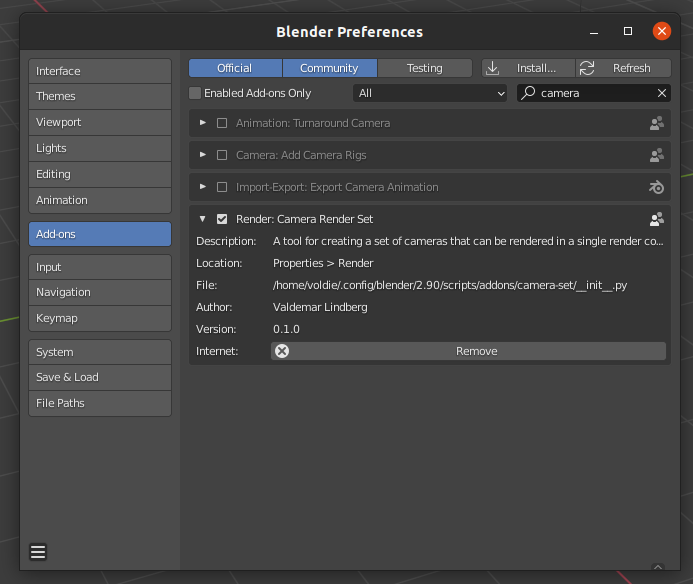 Blender Preferences
Interface
Themes
Viewport
Lights
Editing
Animation
Add-ons
Input
Navigation
Keymap
System
Save & Load
File Paths
Official Community Testing Install... Refresh
Enabled Add-ons Only All camera
Animation: Turnaround Camera
Camera: Add Camera Rigs
Import-Export: Export Camera Animation
Render: Camera Render Set
Description: A tool for creating a set of cameras that can be rendered in a single render co...
Location: Properties > Render
File: /home/voldie/.config/blender/2.90/scripts/addons/camera-set/__init__.py
Author: Valdemar Lindberg
Version: 0.1.0
Internet: Remove